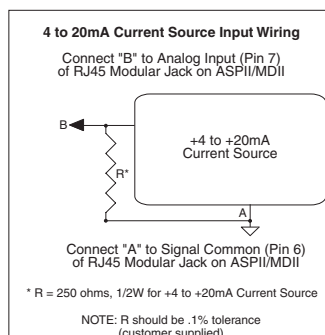 4 to 20mA Current Source Input Wiring
Connect "B" to Analog Input (Pin 7)
of RJ45 Modular Jack on ASPII/MDII
B
R*
+4 to +20mA
Current Source
A
Connect "A" to Signal Common (Pin 6)
of RJ45 Modular Jack on ASPII/MDII
* R = 250 ohms, 1/2W for +4 to +20mA Current Source
NOTE: R should be .1% tolerance
(customer supplied)